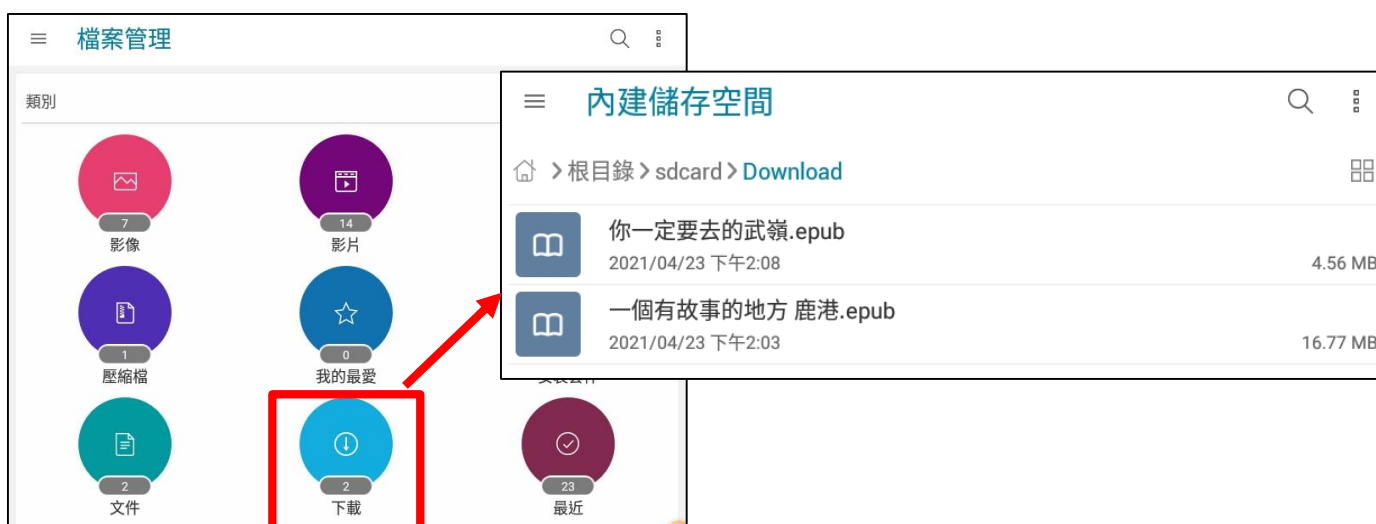 檔案管理
類別
7
影像
14
影片
1
壓縮檔
0
我的最愛
2
文件
2
下載
23
最近
內建儲存空間
根目錄 > sdcard > Download
你一定要去的武嶺.epub
2021/04/23 下午2:08 4.56 MB
一個有故事的地方 鹿港.epub
2021/04/23 下午2:03 16.77 MB